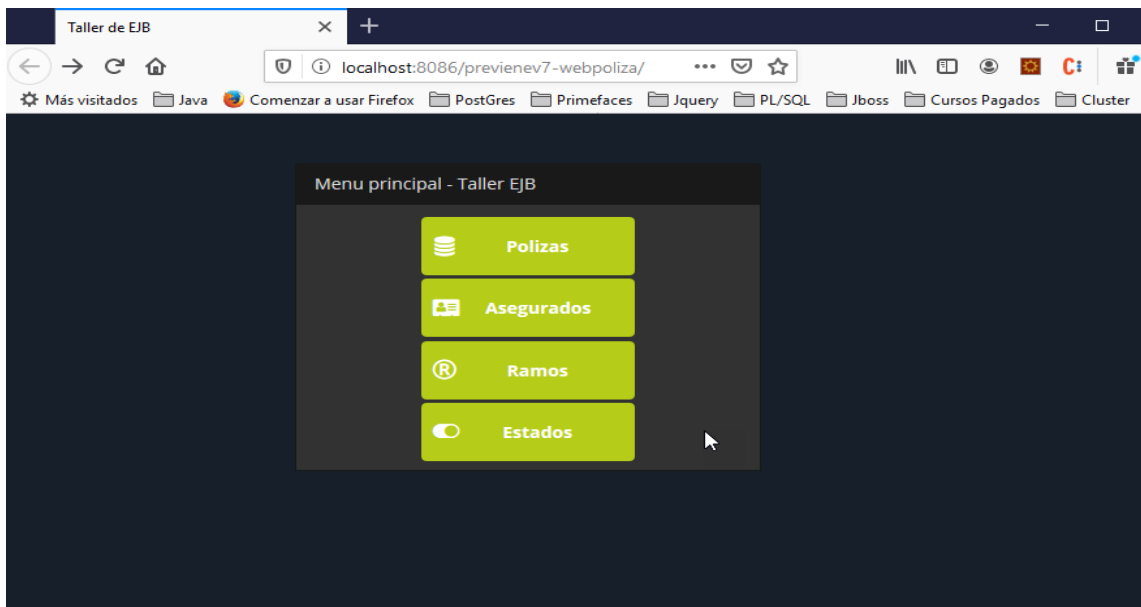 Taller de EJB
localhost:8086/previenev7-webpoliza/
Más visitados Java Comenzar a usar Firefox PostGres Primefaces Jquery PL/SQL Jboss Cursos Pagados Cluster
Menu principal - Taller EJB
Polizas
Asegurados
Ramos
Estados